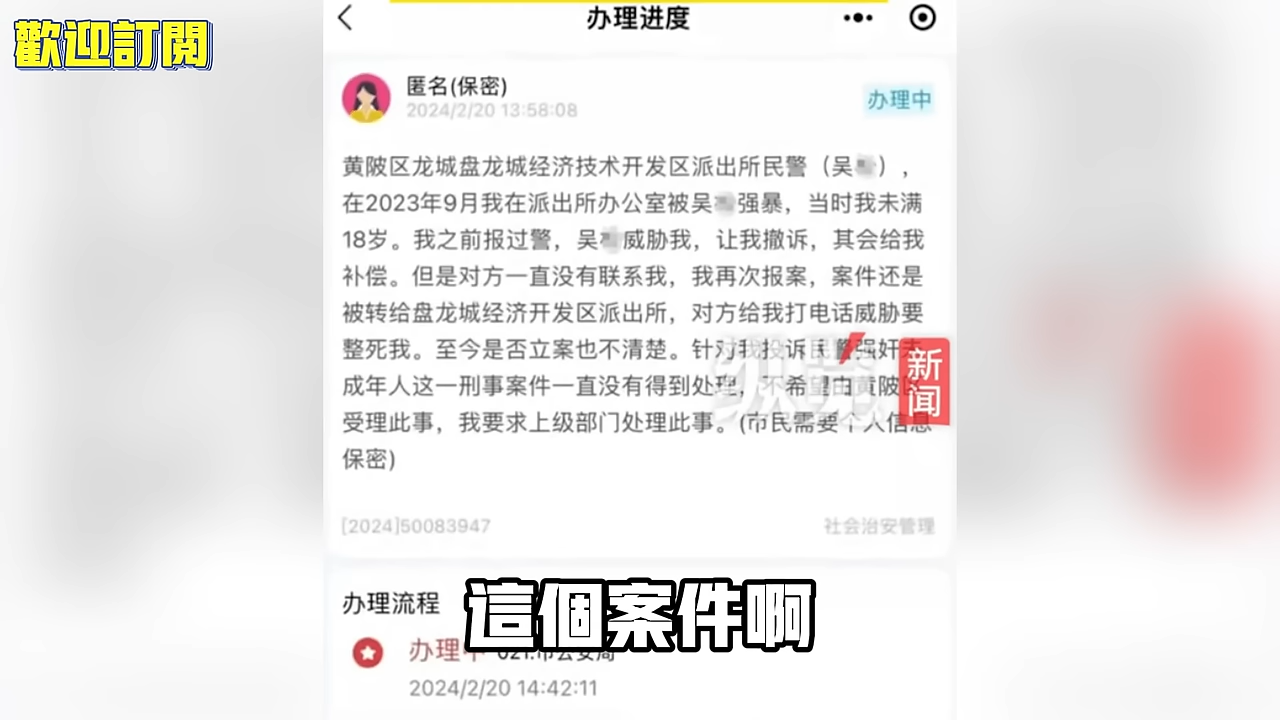 歡迎訂閱
办理进度
匿名(保密)
2024/2/20 13:58:08
办理中
黄陂区龙城盘龙城经济技术开发区派出所民警（吴），
在2023年9月我在派出所办公室被吴强暴，当时我未满
18岁。我之前报过警，吴威胁我，让我撤诉，其会给我
补偿。但是对方一直没有联系我，我再次报案，案件还是
被转给盘龙城经济开发区派出所，对方给我打电话威胁要
整死我。至今是否立案也不清楚。针对我投诉民警强奸未
成年人这一刑事案件一直没有得到处理，不希望由黄陂区
受理此事，我要求上级部门处理此事。(市民需要个人信息
保密)
纵览
新闻
[2024]50083947
社会治安管理
办理流程
這個案件啊
办理中
市公安局
2024/2/20 14:42:11